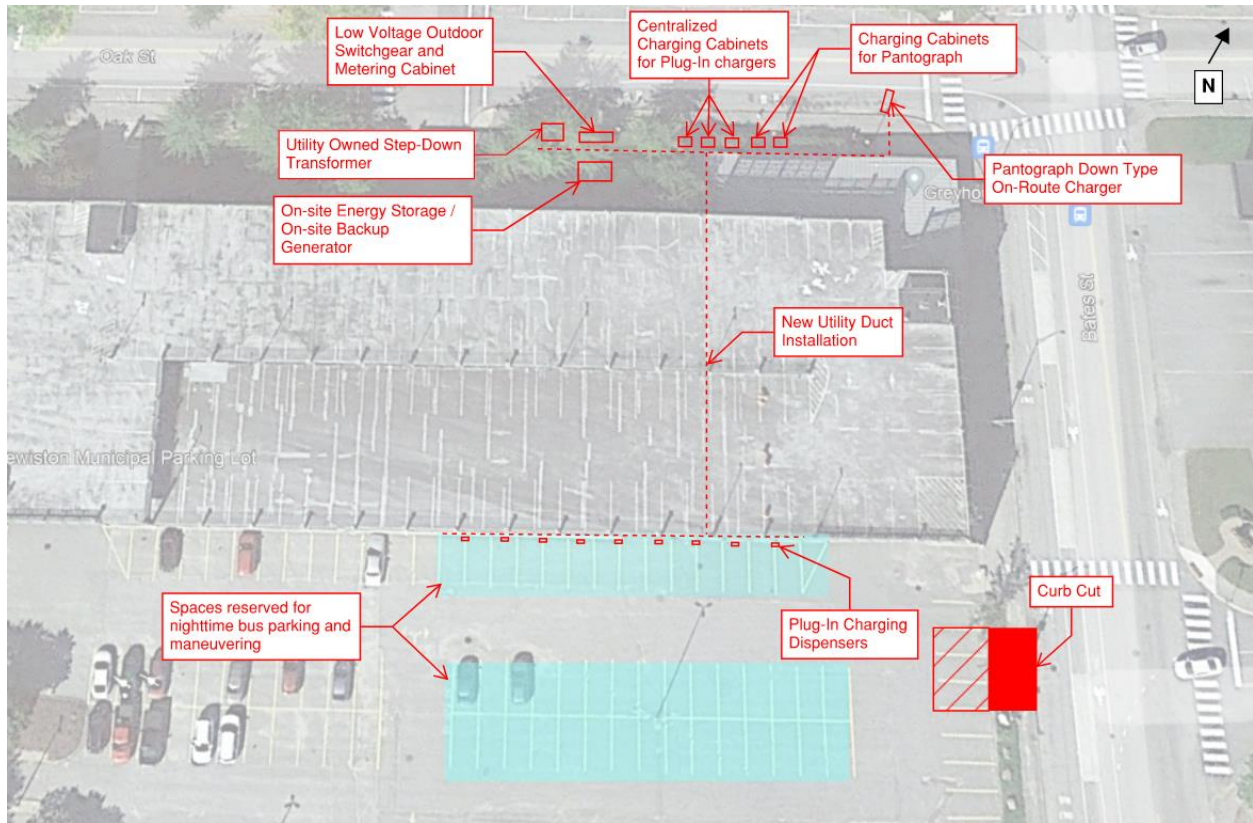 Oak St
Low Voltage Outdoor
Switchgear and
Metering Cabinet
Centralized
Charging Cabinets
for Plug-In chargers
Charging Cabinets
for Pantograph
N
Utility Owned Step-Down
Transformer
Pantograph Down Type
On-Route Charger
Greyho
On-site Energy Storage /
On-site Backup
Generator
New Utility Duct
Installation
Bates St
ewiston Municipal Parking Lot
Spaces reserved for
nighttime bus parking and
maneuvering
Plug-In Charging
Dispensers
Curb Cut